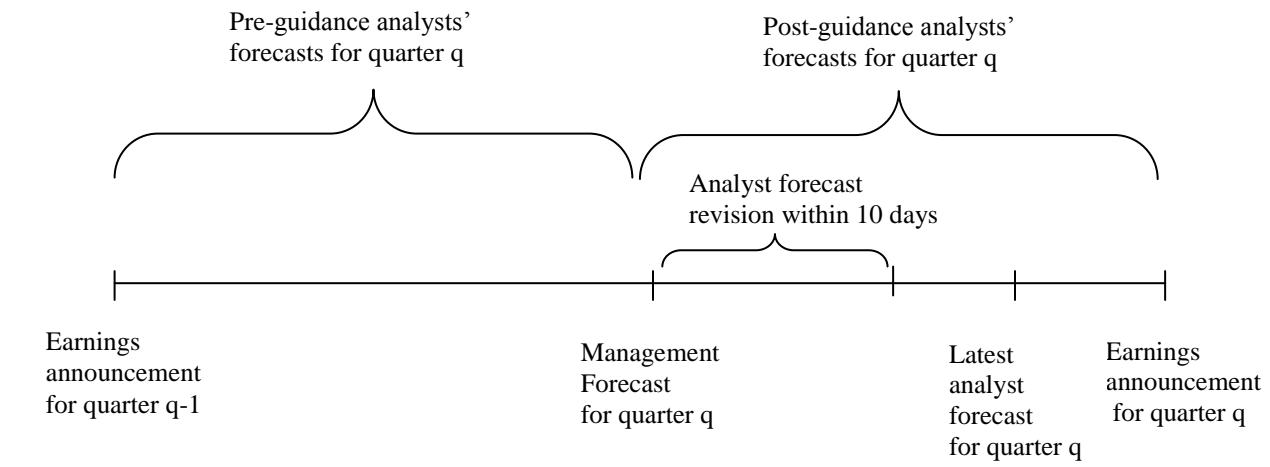 Pre-guidance analysts’
forecasts for quarter q
Post-guidance analysts’
forecasts for quarter q
Analyst forecast
revision within 10 days
Earnings
announcement
for quarter q-1
Management
Forecast
for quarter q
Latest
analyst
forecast
for quarter q
Earnings
announcement
for quarter q